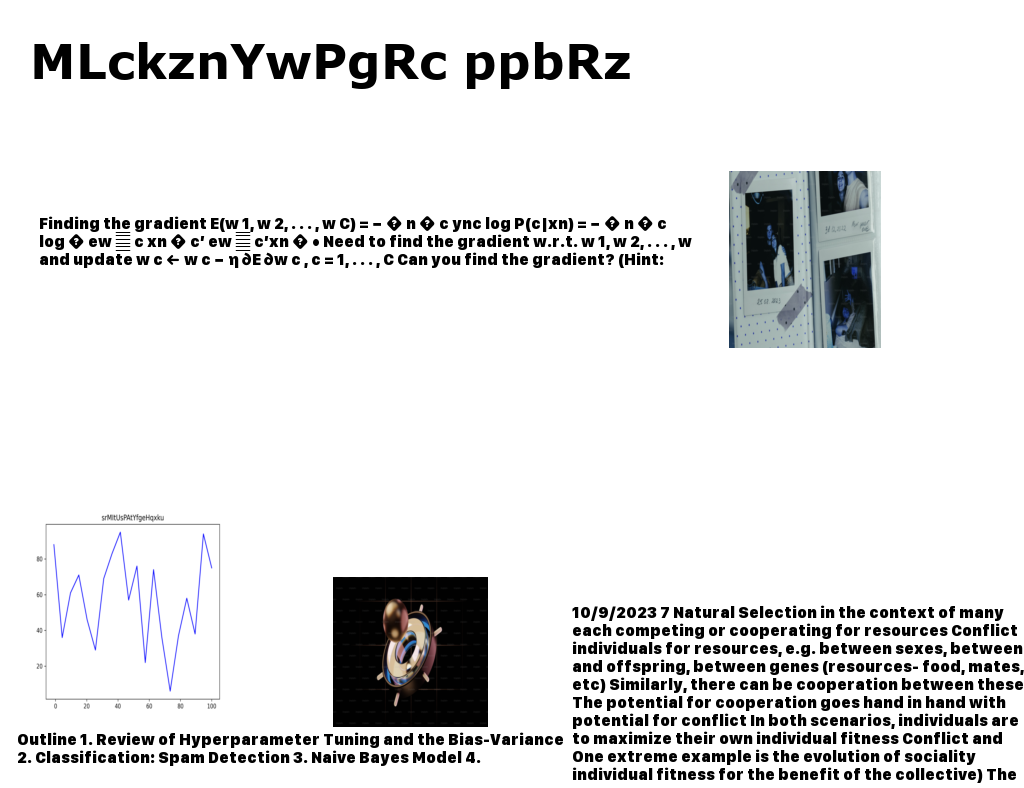 MLckznYwPgRc ppbRz
Finding the gradient E(w 1, w 2, . . . , w C) = − � n � c ync log P(c|xn) = − � n � c
log � ew 𝄚 c xn � c′ ew 𝄚 c′xn � • Need to find the gradient w.r.t. w 1, w 2, . . . , w
and update w c ← w c − η ∂E ∂w c , c = 1, . . . , C Can you find the gradient? (Hint:
srMltUsPAtYfgeHqxku
80
60
40
20
0 20 40 60 80 100
Outline 1. Review of Hyperparameter Tuning and the Bias-Variance
2. Classification: Spam Detection 3. Naive Bayes Model 4.
10/9/2023 7 Natural Selection in the context of many
each competing or cooperating for resources Conflict
individuals for resources, e.g. between sexes, between
and offspring, between genes (resources- food, mates,
etc) Similarly, there can be cooperation between these
The potential for cooperation goes hand in hand with
potential for conflict In both scenarios, individuals are
to maximize their own individual fitness Conflict and
One extreme example is the evolution of sociality
individual fitness for the benefit of the collective) The